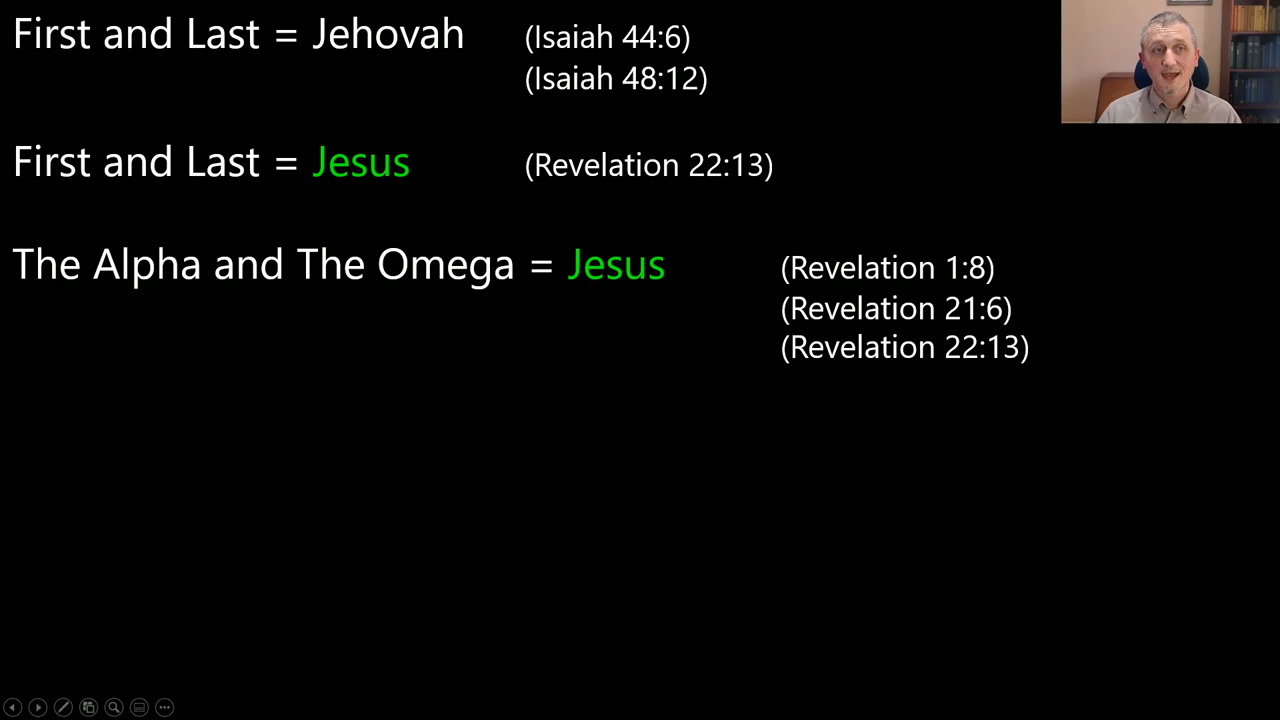 First and Last = Jehovah (Isaiah 44:6)
(Isaiah 48:12)
First and Last = Jesus (Revelation 22:13)
The Alpha and The Omega = Jesus (Revelation 1:8)
(Revelation 21:6)
(Revelation 22:13)